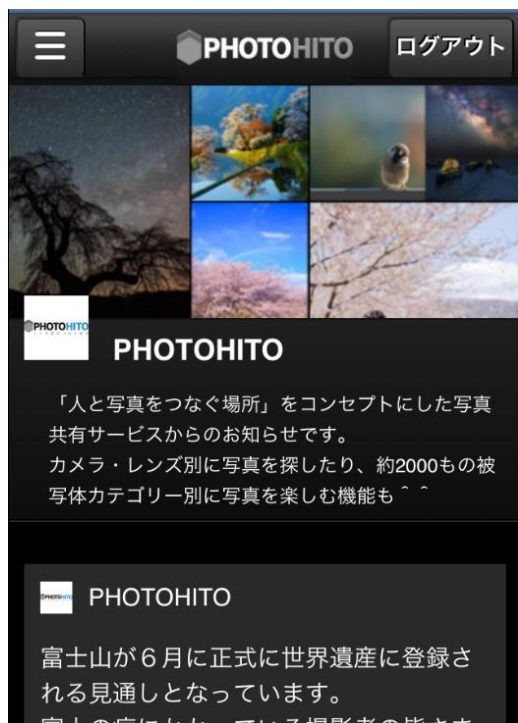 PHOTOHITO
ログアウト
PHOTOHITO
PHOTOHITO
「人と写真をつなぐ場所」をコンセプトにした写真
共有サービスからのお知らせです。
カメラ・レンズ別に写真を探したり、約2000もの被
写体カテゴリー別に写真を楽しむ機能も＾＾
PHOTOHITO
PHOTOHITO
富士山が６月に正式に世界遺産に登録さ
れる見通しとなっています。